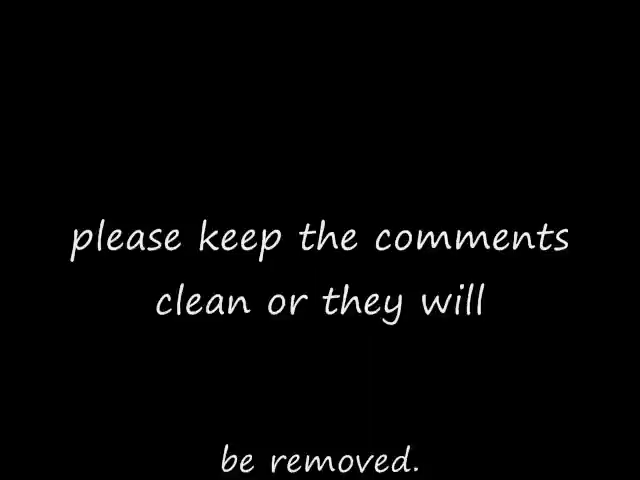 please keep the comments
clean or they will
be removed.